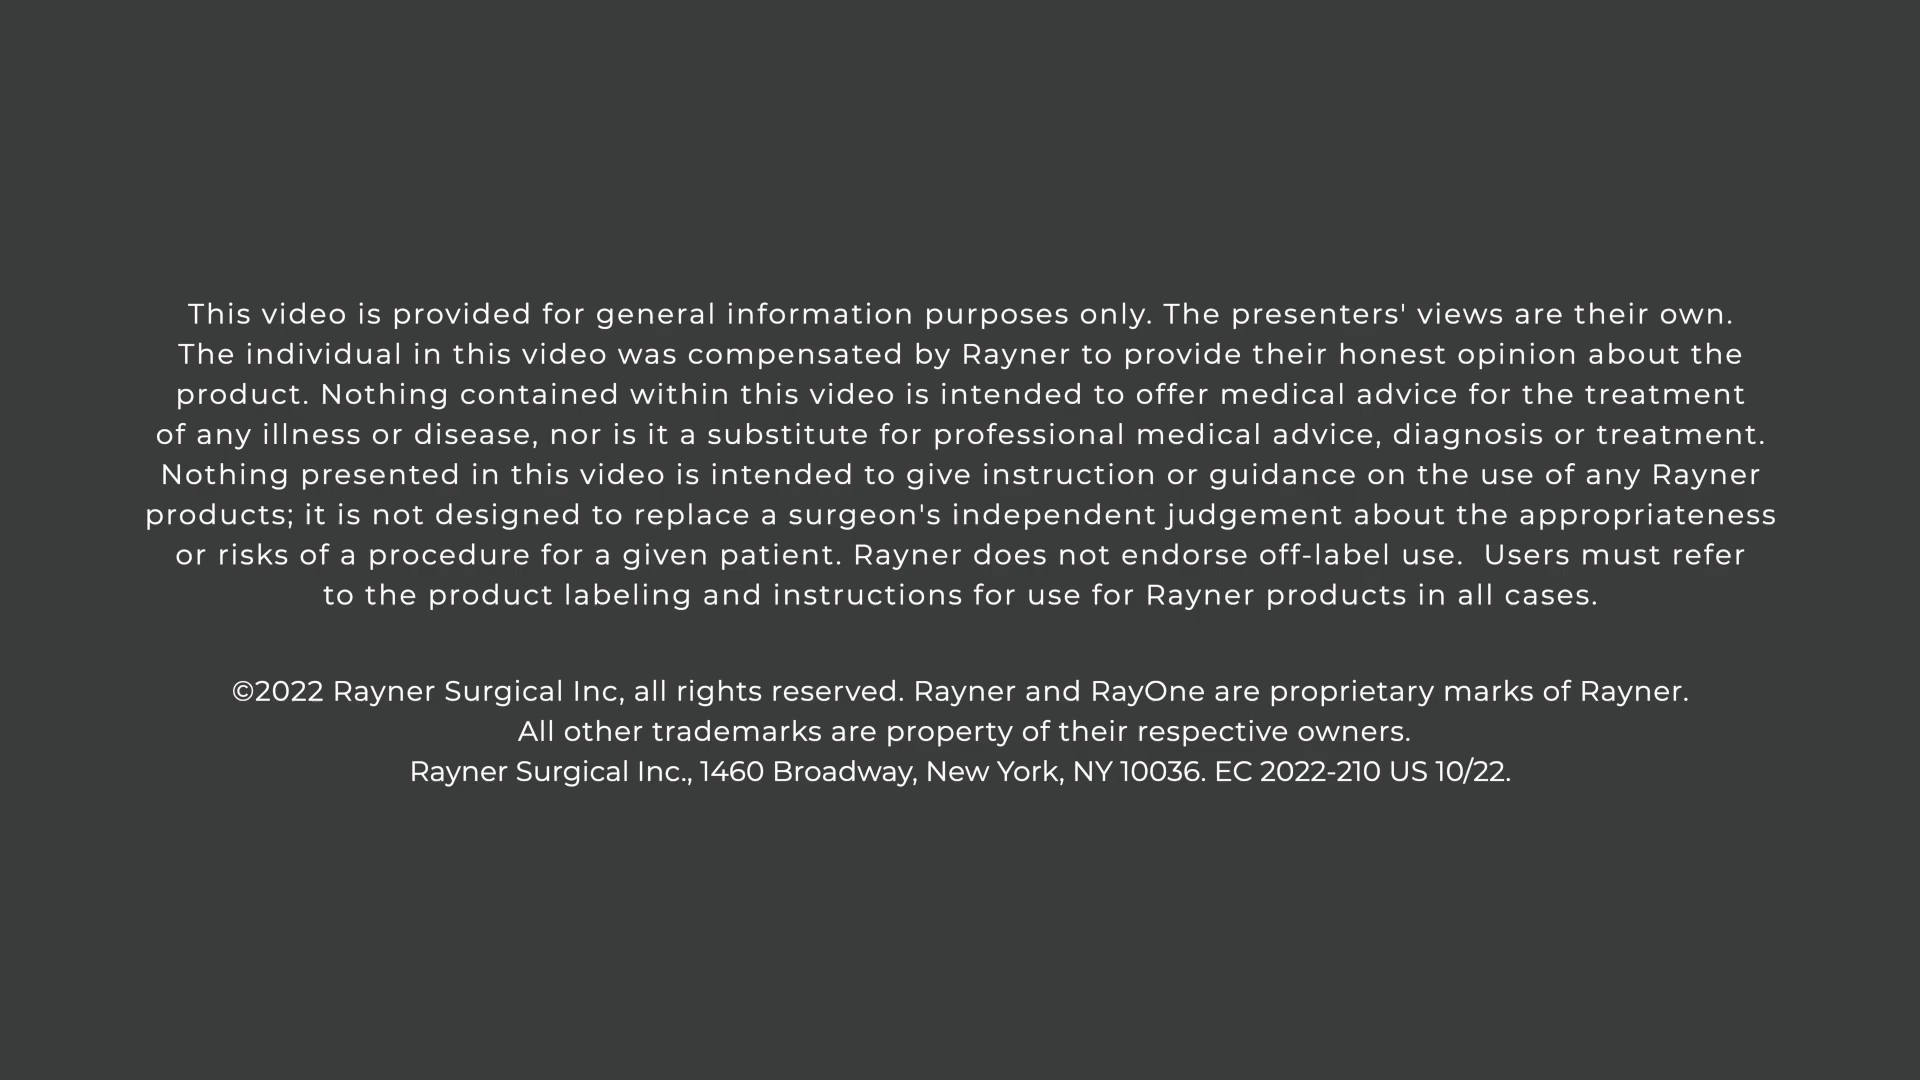 This video is provided for general information purposes only. The presenters' views are their own.
The individual in this video was compensated by Rayner to provide their honest opinion about the
product. Nothing contained within this video is intended to offer medical advice for the treatment
of any illness or disease, nor is it a substitute for professional medical advice, diagnosis or treatment.
Nothing presented in this video is intended to give instruction or guidance on the use of any Rayner
products; it is not designed to replace a surgeon's independent judgement about the appropriateness
or risks of a procedure for a given patient. Rayner does not endorse off-label use.  Users must refer
to the product labeling and instructions for use for Rayner products in all cases.
©2022 Rayner Surgical Inc, all rights reserved. Rayner and RayOne are proprietary marks of Rayner.
All other trademarks are property of their respective owners.
Rayner Surgical Inc., 1460 Broadway, New York, NY 10036. EC 2022-210 US 10/22.